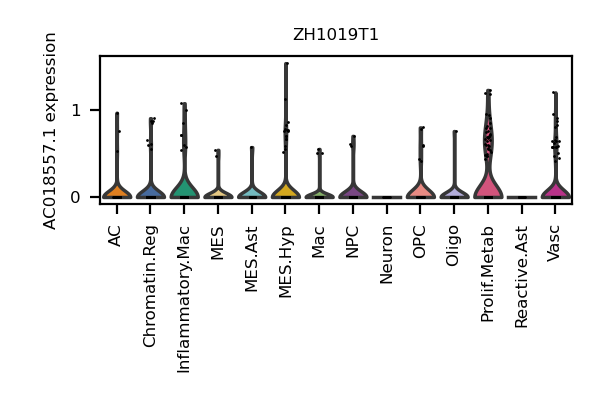 ZH1019T1
AC018557.1 expression
1
0
AC
Chromatin.Reg
Inflammatory.Mac
MES
MES.Ast
MES.Hyp
Mac
NPC
Neuron
OPC
Oligo
Prolif.Metab
Reactive.Ast
Vasc